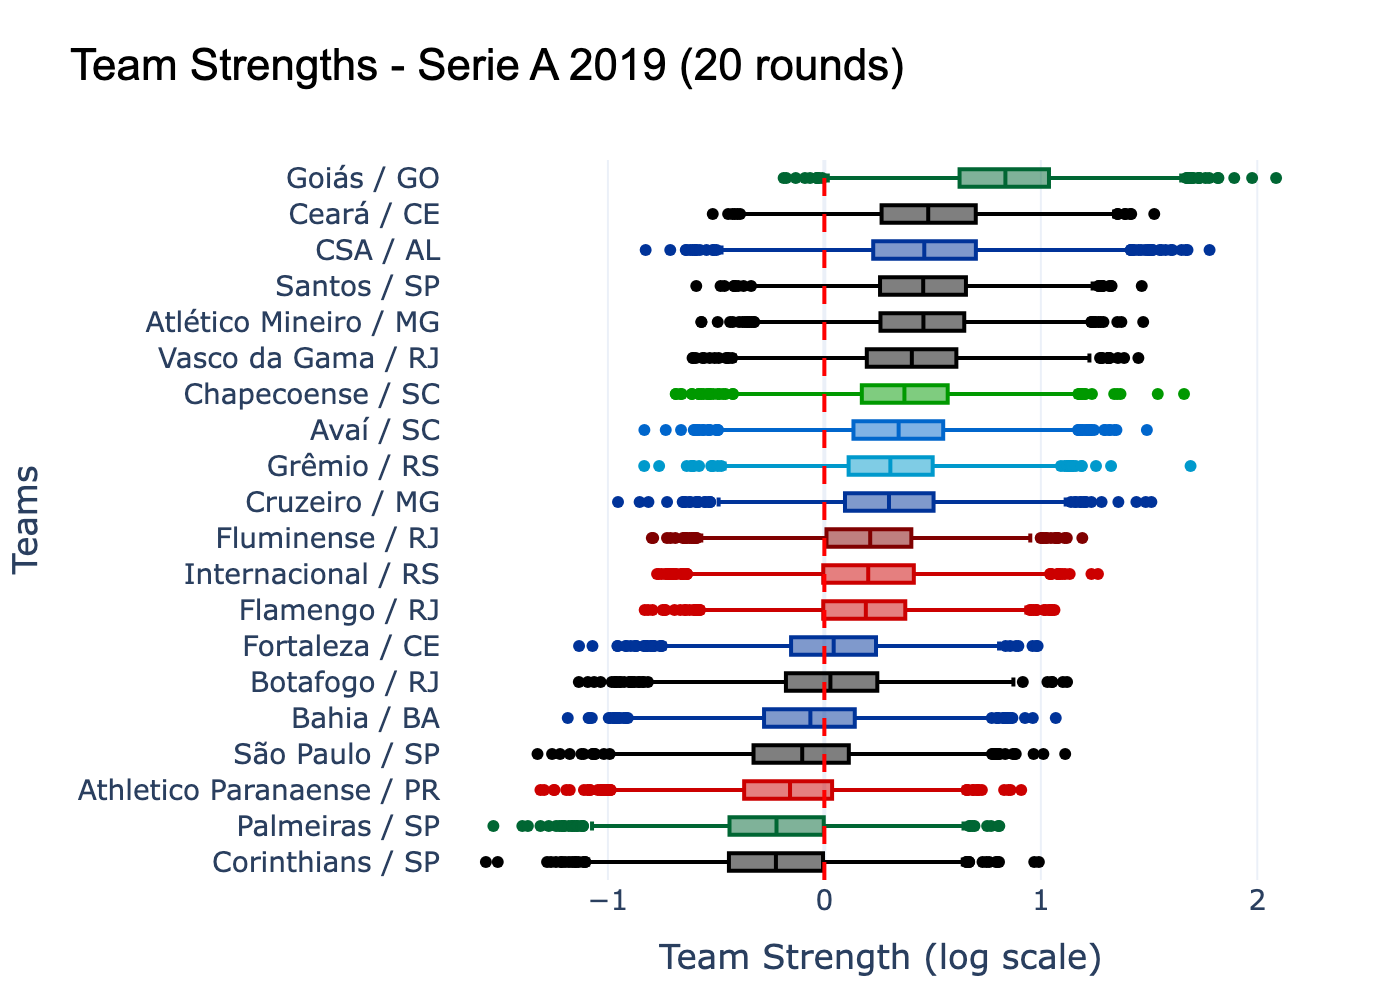 Team Strengths - Serie A 2019 (20 rounds)
Teams
Goiás / GO
Ceará / CE
CSA / AL
Santos / SP
Atlético Mineiro / MG
Vasco da Gama / RJ
Chapecoense / SC
Avaí / SC
Grêmio / RS
Cruzeiro / MG
Fluminense / RJ
Internacional / RS
Flamengo / RJ
Fortaleza / CE
Botafogo / RJ
Bahia / BA
São Paulo / SP
Athletico Paranaense / PR
Palmeiras / SP
Corinthians / SP
−1 0 1 2
Team Strength (log scale)